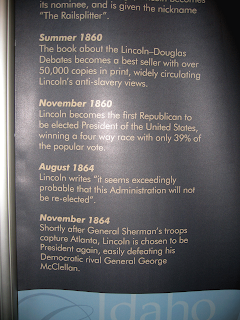 its nominee, and is given the nickname
"The Railsplitter".
Summer 1860
The book about the Lincoln–Douglas
Debates becomes a best seller with over
50,000 copies in print, widely circulating
Lincoln's anti-slavery views.
November 1860
Lincoln becomes the first Republican to
be elected President of the United States,
winning a four way race with only 39% of
the popular vote.
August 1864
Lincoln writes "it seems exceedingly
probable that this Administration will not
be re-elected".
November 1864
Shortly after General Sherman's troops
capture Atlanta, Lincoln is chosen to be
President again, easily defeating his
Democratic rival General George
McClellan.
Idaho